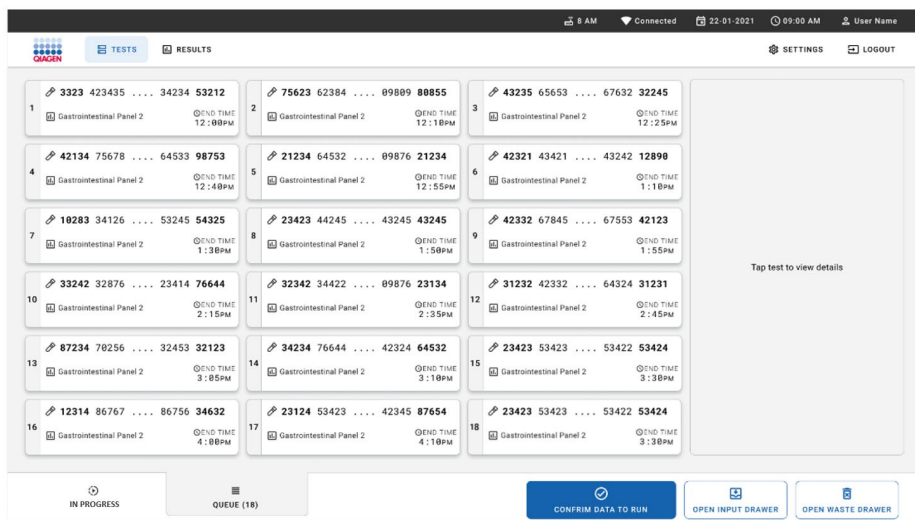 8 AM Connected 22-01-2021 09:00 AM User Name
QIAGEN TESTS RESULTS SETTINGS LOGOUT
1 3323 423435 .... 34234 53212
Gastrointestinal Panel 2 END TIME 12:00PM
2 75623 62384 .... 09809 80855
Gastrointestinal Panel 2 END TIME 12:10PM
3 43235 65653 .... 67632 32245
Gastrointestinal Panel 2 END TIME 12:25PM
4 42134 75678 .... 64533 98753
Gastrointestinal Panel 2 END TIME 12:40PM
5 21234 64532 .... 09876 21234
Gastrointestinal Panel 2 END TIME 12:55PM
6 42321 43421 .... 43242 12890
Gastrointestinal Panel 2 END TIME 1:10PM
7 10283 34126 .... 53245 54325
Gastrointestinal Panel 2 END TIME 1:30PM
8 23423 44245 .... 43245 43245
Gastrointestinal Panel 2 END TIME 1:50PM
9 42332 67845 .... 67553 42123
Gastrointestinal Panel 2 END TIME 1:55PM
Tap test to view details
10 33242 32876 .... 23414 76644
Gastrointestinal Panel 2 END TIME 2:15PM
11 32342 34422 .... 09876 23134
Gastrointestinal Panel 2 END TIME 2:35PM
12 31232 42332 .... 64324 31231
Gastrointestinal Panel 2 END TIME 2:45PM
13 87234 70256 .... 32453 32123
Gastrointestinal Panel 2 END TIME 3:05PM
14 34234 76644 .... 42324 64532
Gastrointestinal Panel 2 END TIME 3:10PM
15 23423 53423 .... 53422 53424
Gastrointestinal Panel 2 END TIME 3:30PM
16 12314 86767 .... 86756 34632
Gastrointestinal Panel 2 END TIME 4:00PM
17 23124 53423 .... 42345 87654
Gastrointestinal Panel 2 END TIME 4:10PM
18 23423 53423 .... 53422 53424
Gastrointestinal Panel 2 END TIME 3:30PM
IN PROGRESS QUEUE (18) CONFRIM DATA TO RUN OPEN INPUT DRAWER OPEN WASTE DRAWER